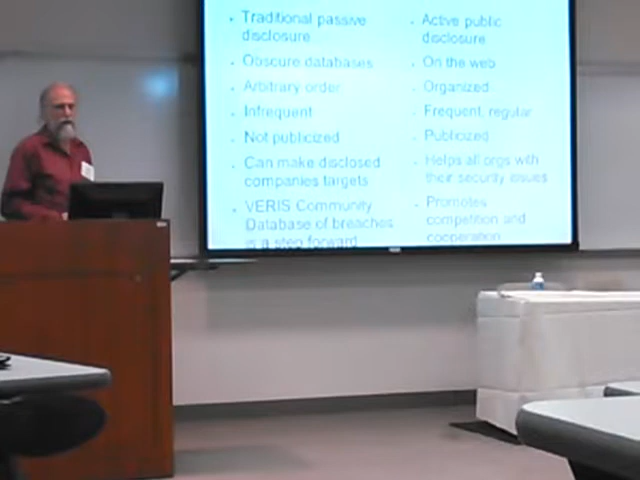 Traditional passive
disclosure
Obscure databases
Arbitrary order
Infrequent
Not publicized
Can make disclosed
companies targets
VERIS Community
Database of breaches
is a step forward
Active public
disclosure
On the web
Organized
Frequent, regular
Publicized
Helps all orgs with
their security issues
Promotes
competition and
cooperation